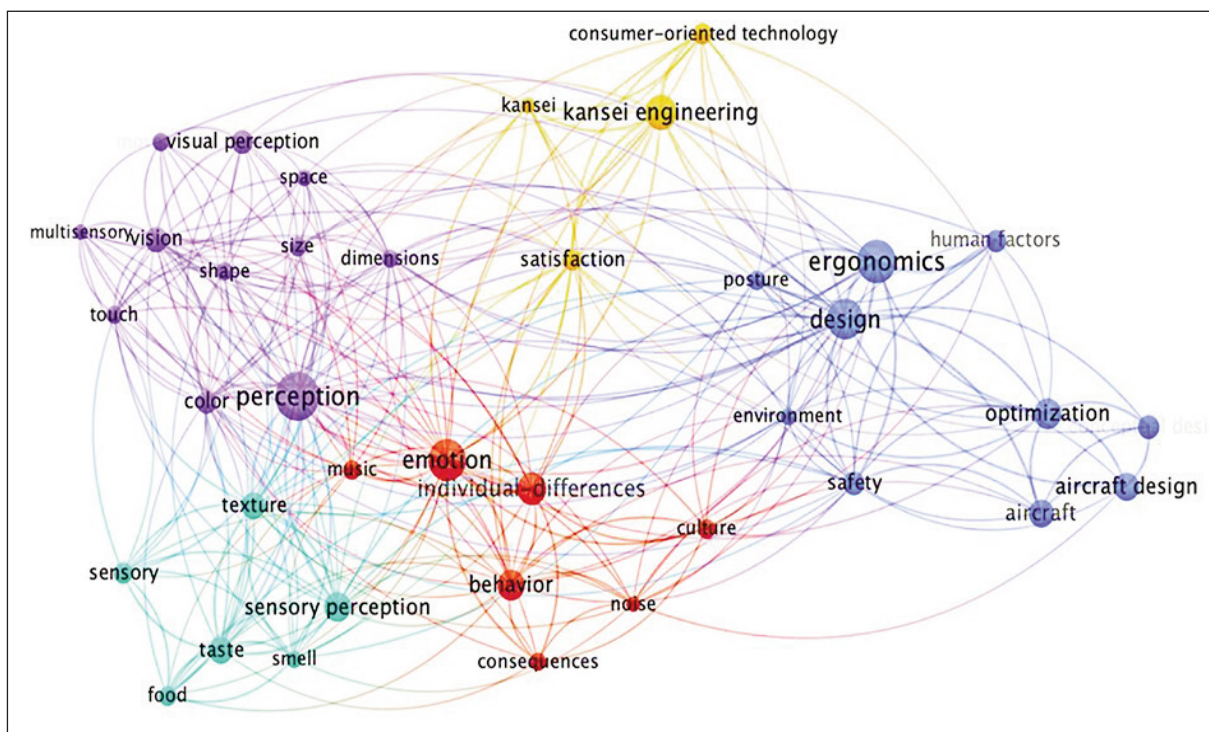 consumer-oriented technology
kansei
kansei engineering
visual perception
space
multisensory
vision
size
shape
dimensions
satisfaction
human factors
ergonomics
posture
touch
design
color
perception
environment
optimization
music
emotion
individual-differences
texture
safety
aircraft design
aircraft
culture
sensory
behavior
sensory perception
noise
taste
smell
consequences
food